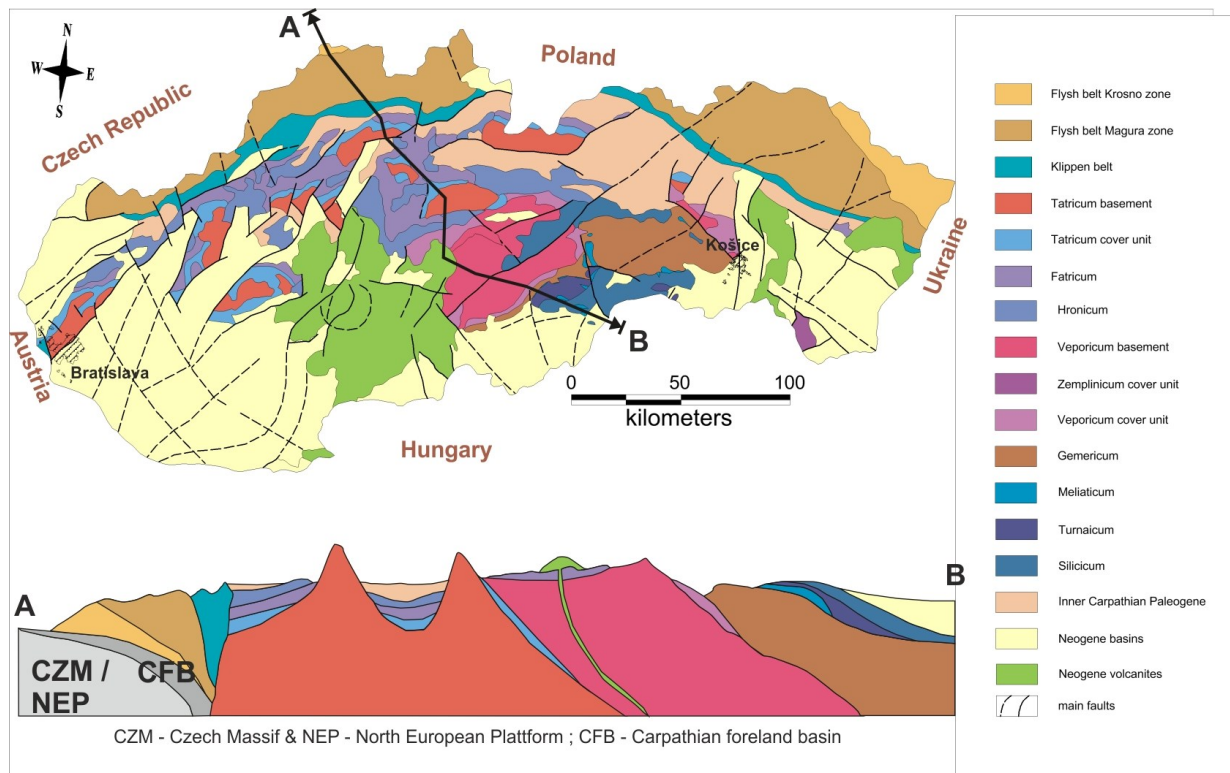 A
N
W
E
S
Poland
Czech Republic
Ukraine
Košice
Austria
Bratislava
B
0 50 100
kilometers
Hungary
Flysh belt Krosno zone
Flysh belt Magura zone
Klippen belt
Tatricum basement
Tatricum cover unit
Fatricum
Hronicum
Veporicum basement
Zemplinicum cover unit
Veporicum cover unit
Gemericum
Meliaticum
Turnaicum
Silicicum
Inner Carpathian Paleogene
Neogene basins
Neogene volcanites
main faults
A
B
CZM /
NEP
CFB
CZM - Czech Massif & NEP - North European Plattform ; CFB - Carpathian foreland basin